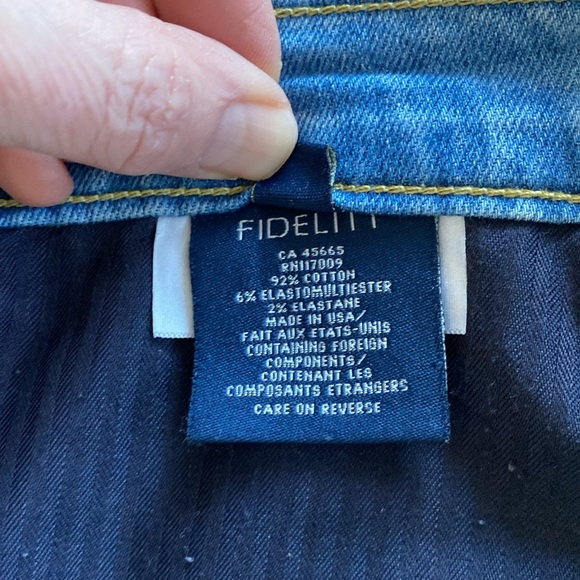 FIDELITY
CA 45665
RN117009
92% COTTON
6% ELASTOMULTIESTER
2% ELASTANE
MADE IN USA/
FAIT AUX ETATS-UNIS
CONTAINING FOREIGN
COMPONENTS/
CONTENANT LES
COMPOSANTS ETRANGERS
CARE ON REVERSE